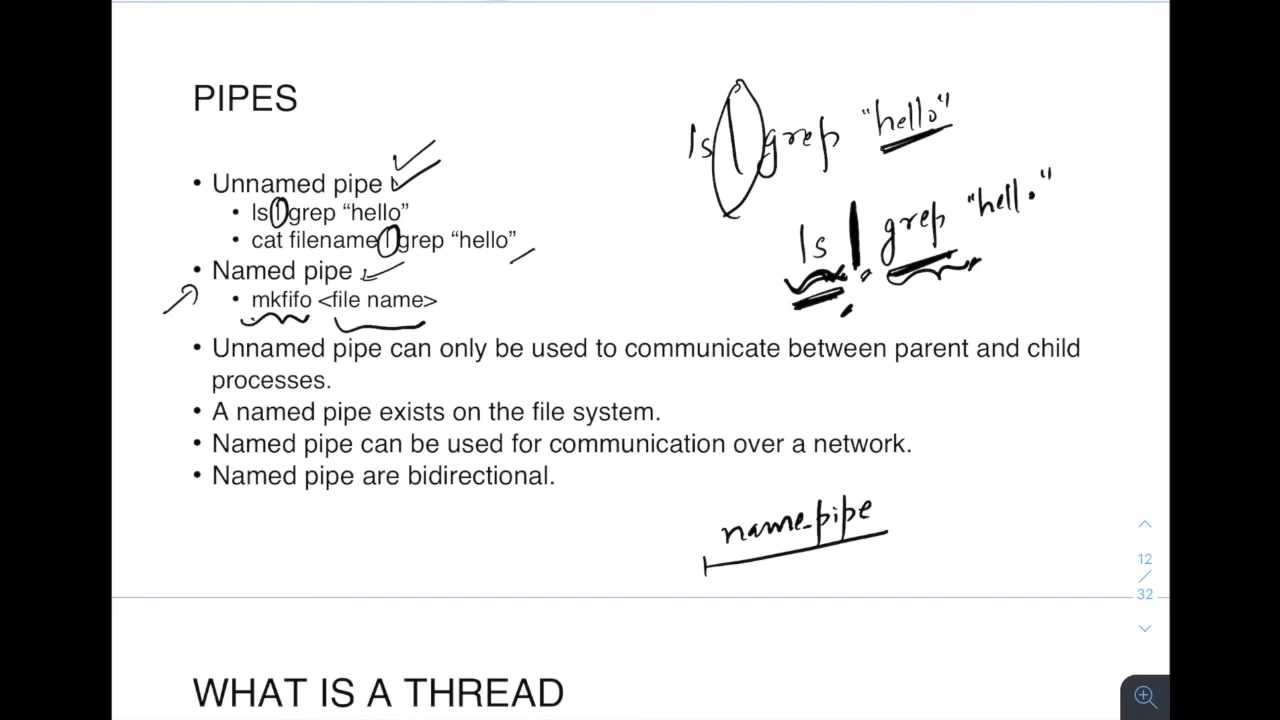 PIPES
• Unnamed pipe
• ls | grep “hello”
• cat filename | grep “hello”
• Named pipe
• mkfifo <file name>
• Unnamed pipe can only be used to communicate between parent and child
processes.
• A named pipe exists on the file system.
• Named pipe can be used for communication over a network.
• Named pipe are bidirectional.
ls | grep "hello"
ls | grep "hello"
name-pipe
12
/
32
WHAT IS A THREAD